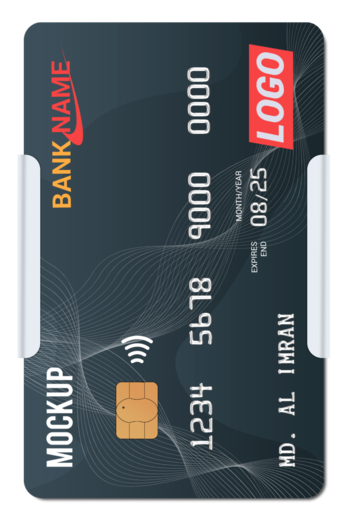 MOCKUP
BANK NAME
1234 5678 9000 0000
MONTH/YEAR
EXPIRES END 08/25
MD. AL IMRAN
LOGO